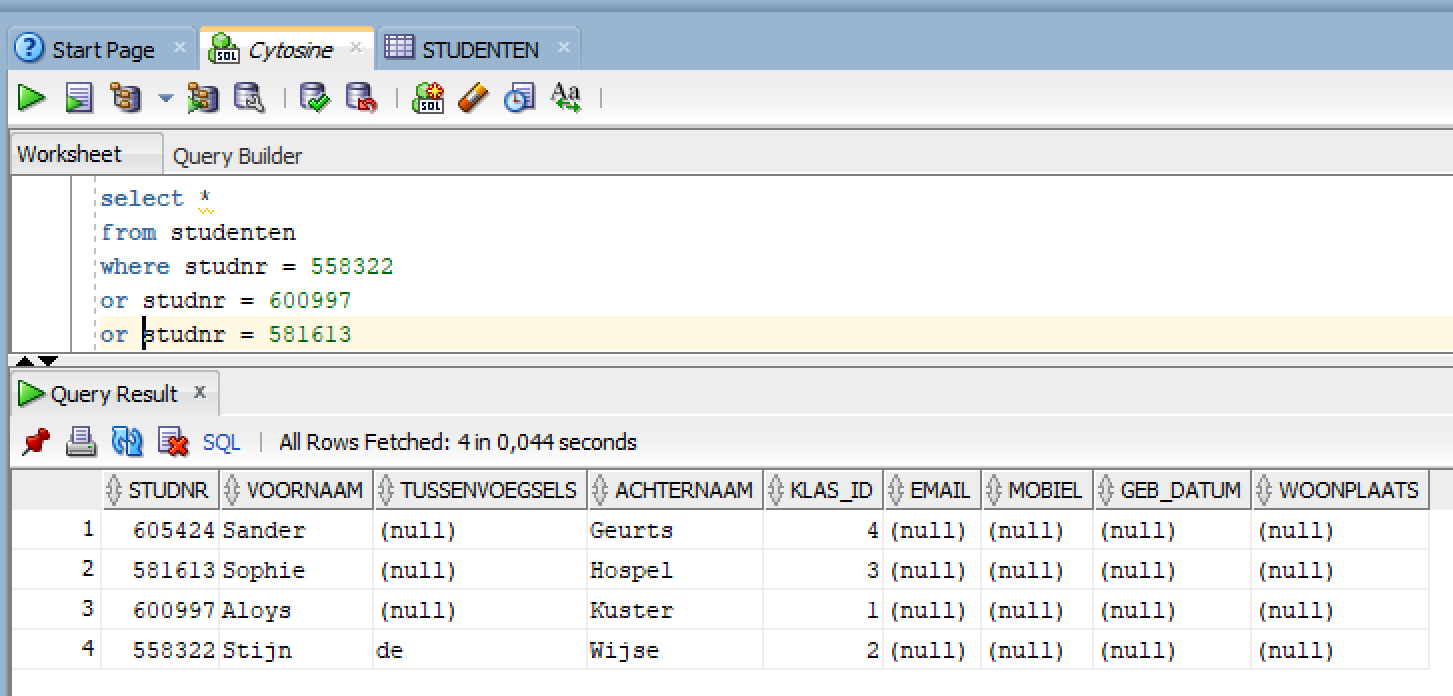 Start Page x Cytosine x STUDENTEN x
SQL SQL Aa
Worksheet Query Builder
select *
from studenten
where studnr = 558322
or studnr = 600997
or studnr = 581613
Query Result x
SQL | All Rows Fetched: 4 in 0,044 seconds
STUDNR VOORNAAM TUSSENVOEGSELS ACHTERNAAM KLAS_ID EMAIL MOBIEL GEB_DATUM WOONPLAATS
1 605424 Sander (null) Geurts 4 (null) (null) (null) (null)
2 581613 Sophie (null) Hospel 3 (null) (null) (null) (null)
3 600997 Aloys (null) Kuster 1 (null) (null) (null) (null)
4 558322 Stijn de Wijse 2 (null) (null) (null) (null)